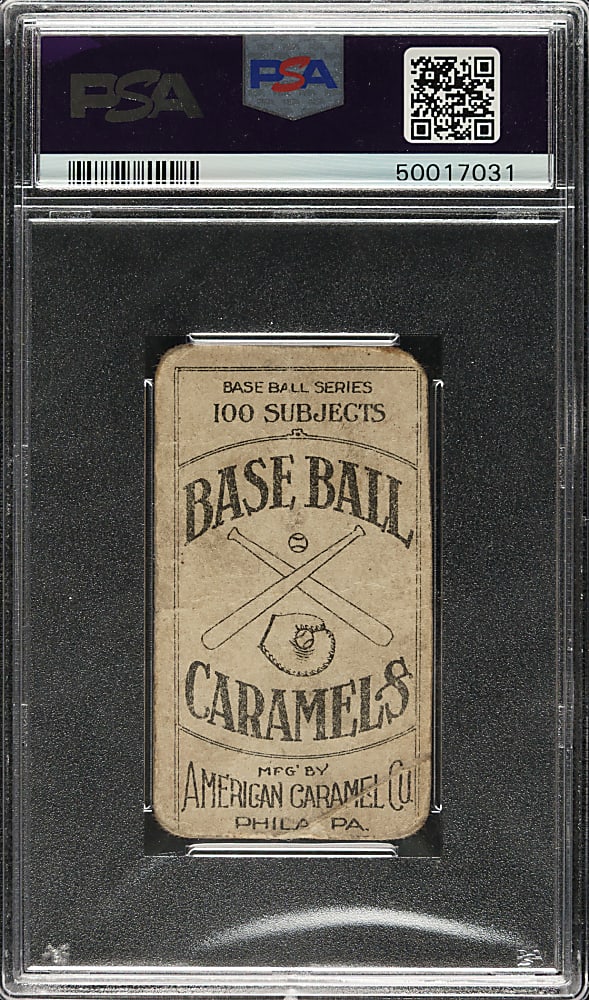 PSA
PSA
50017031
BASE BALL SERIES
100 SUBJECTS
BASE BALL
CARAMELS
MFG' BY
AMERICAN CARAMEL CO.
PHILA PA.